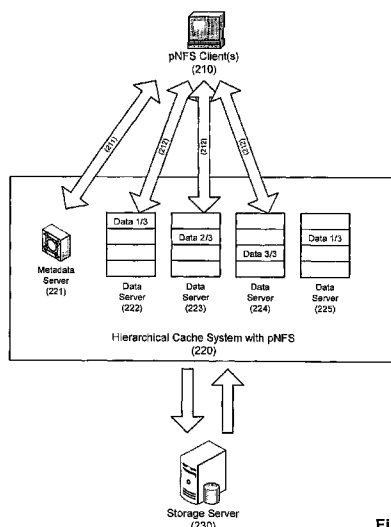 pNFS Client(s)
(210)
(211)
(212)
(212)
(212)
Data 1/3
Data 2/3
Data 3/3
Data 1/3
Metadata
Server
(221)
Data
Server
(222)
Data
Server
(223)
Data
Server
(224)
Data
Server
(225)
Hierarchical Cache System with pNFS
(220)
Storage Server
(230)